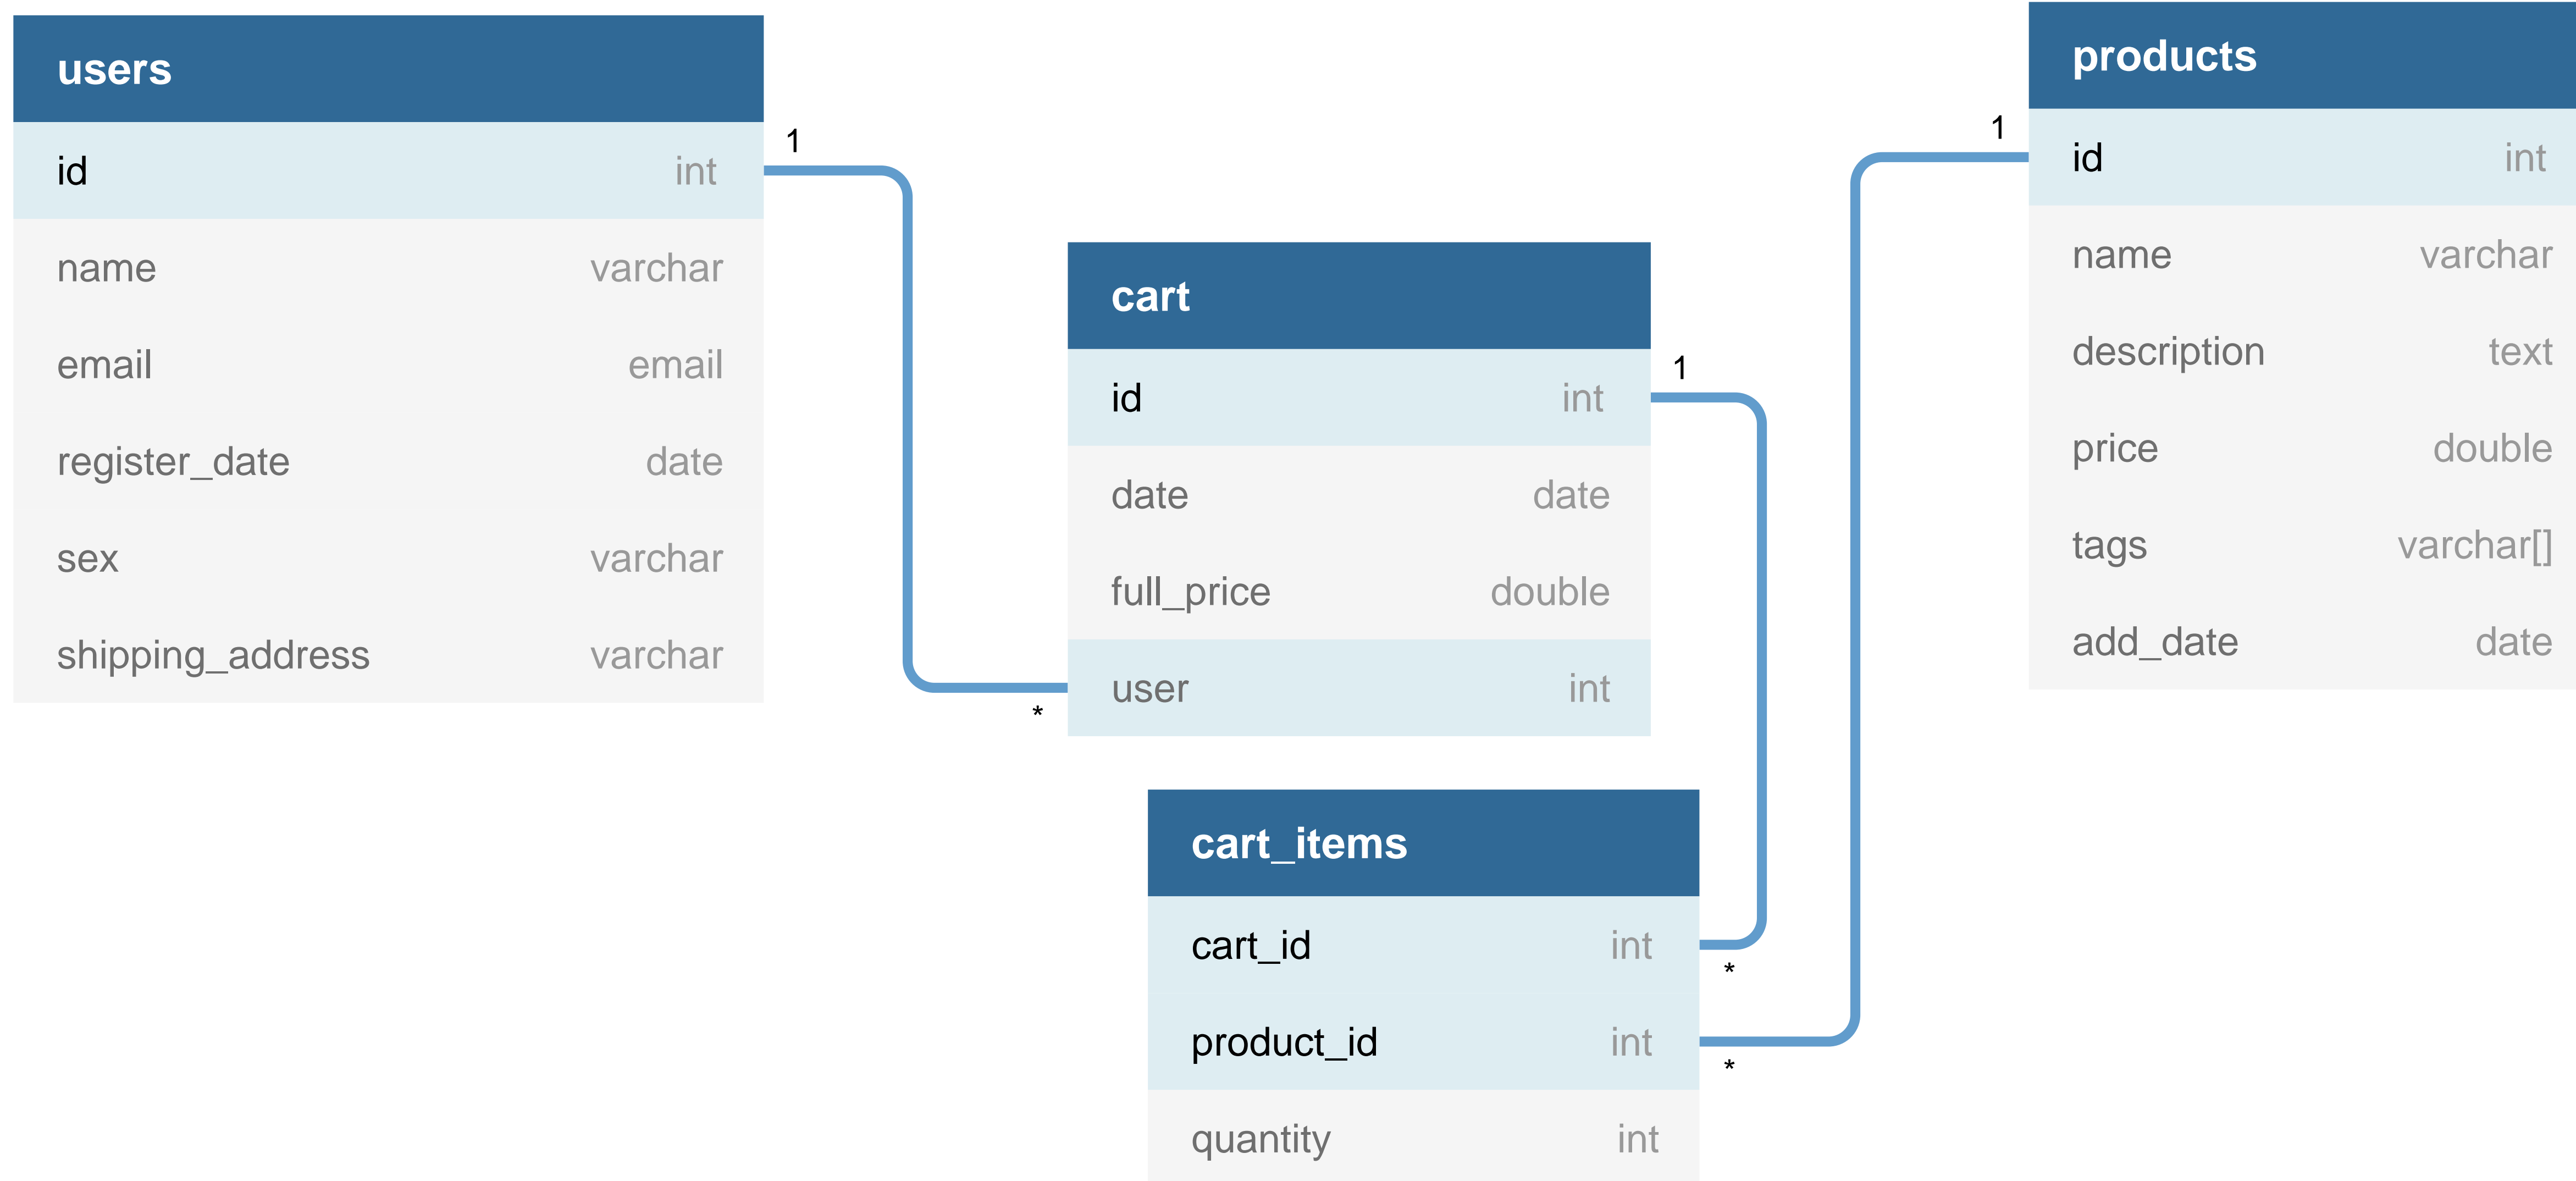 users
id int
name varchar
email email
register_date date
sex varchar
shipping_address varchar
1
*
cart
id int
date date
full_price double
user int
1
*
cart_items
cart_id int
product_id int
quantity int
*
1
products
id int
name varchar
description text
price double
tags varchar[]
add_date date